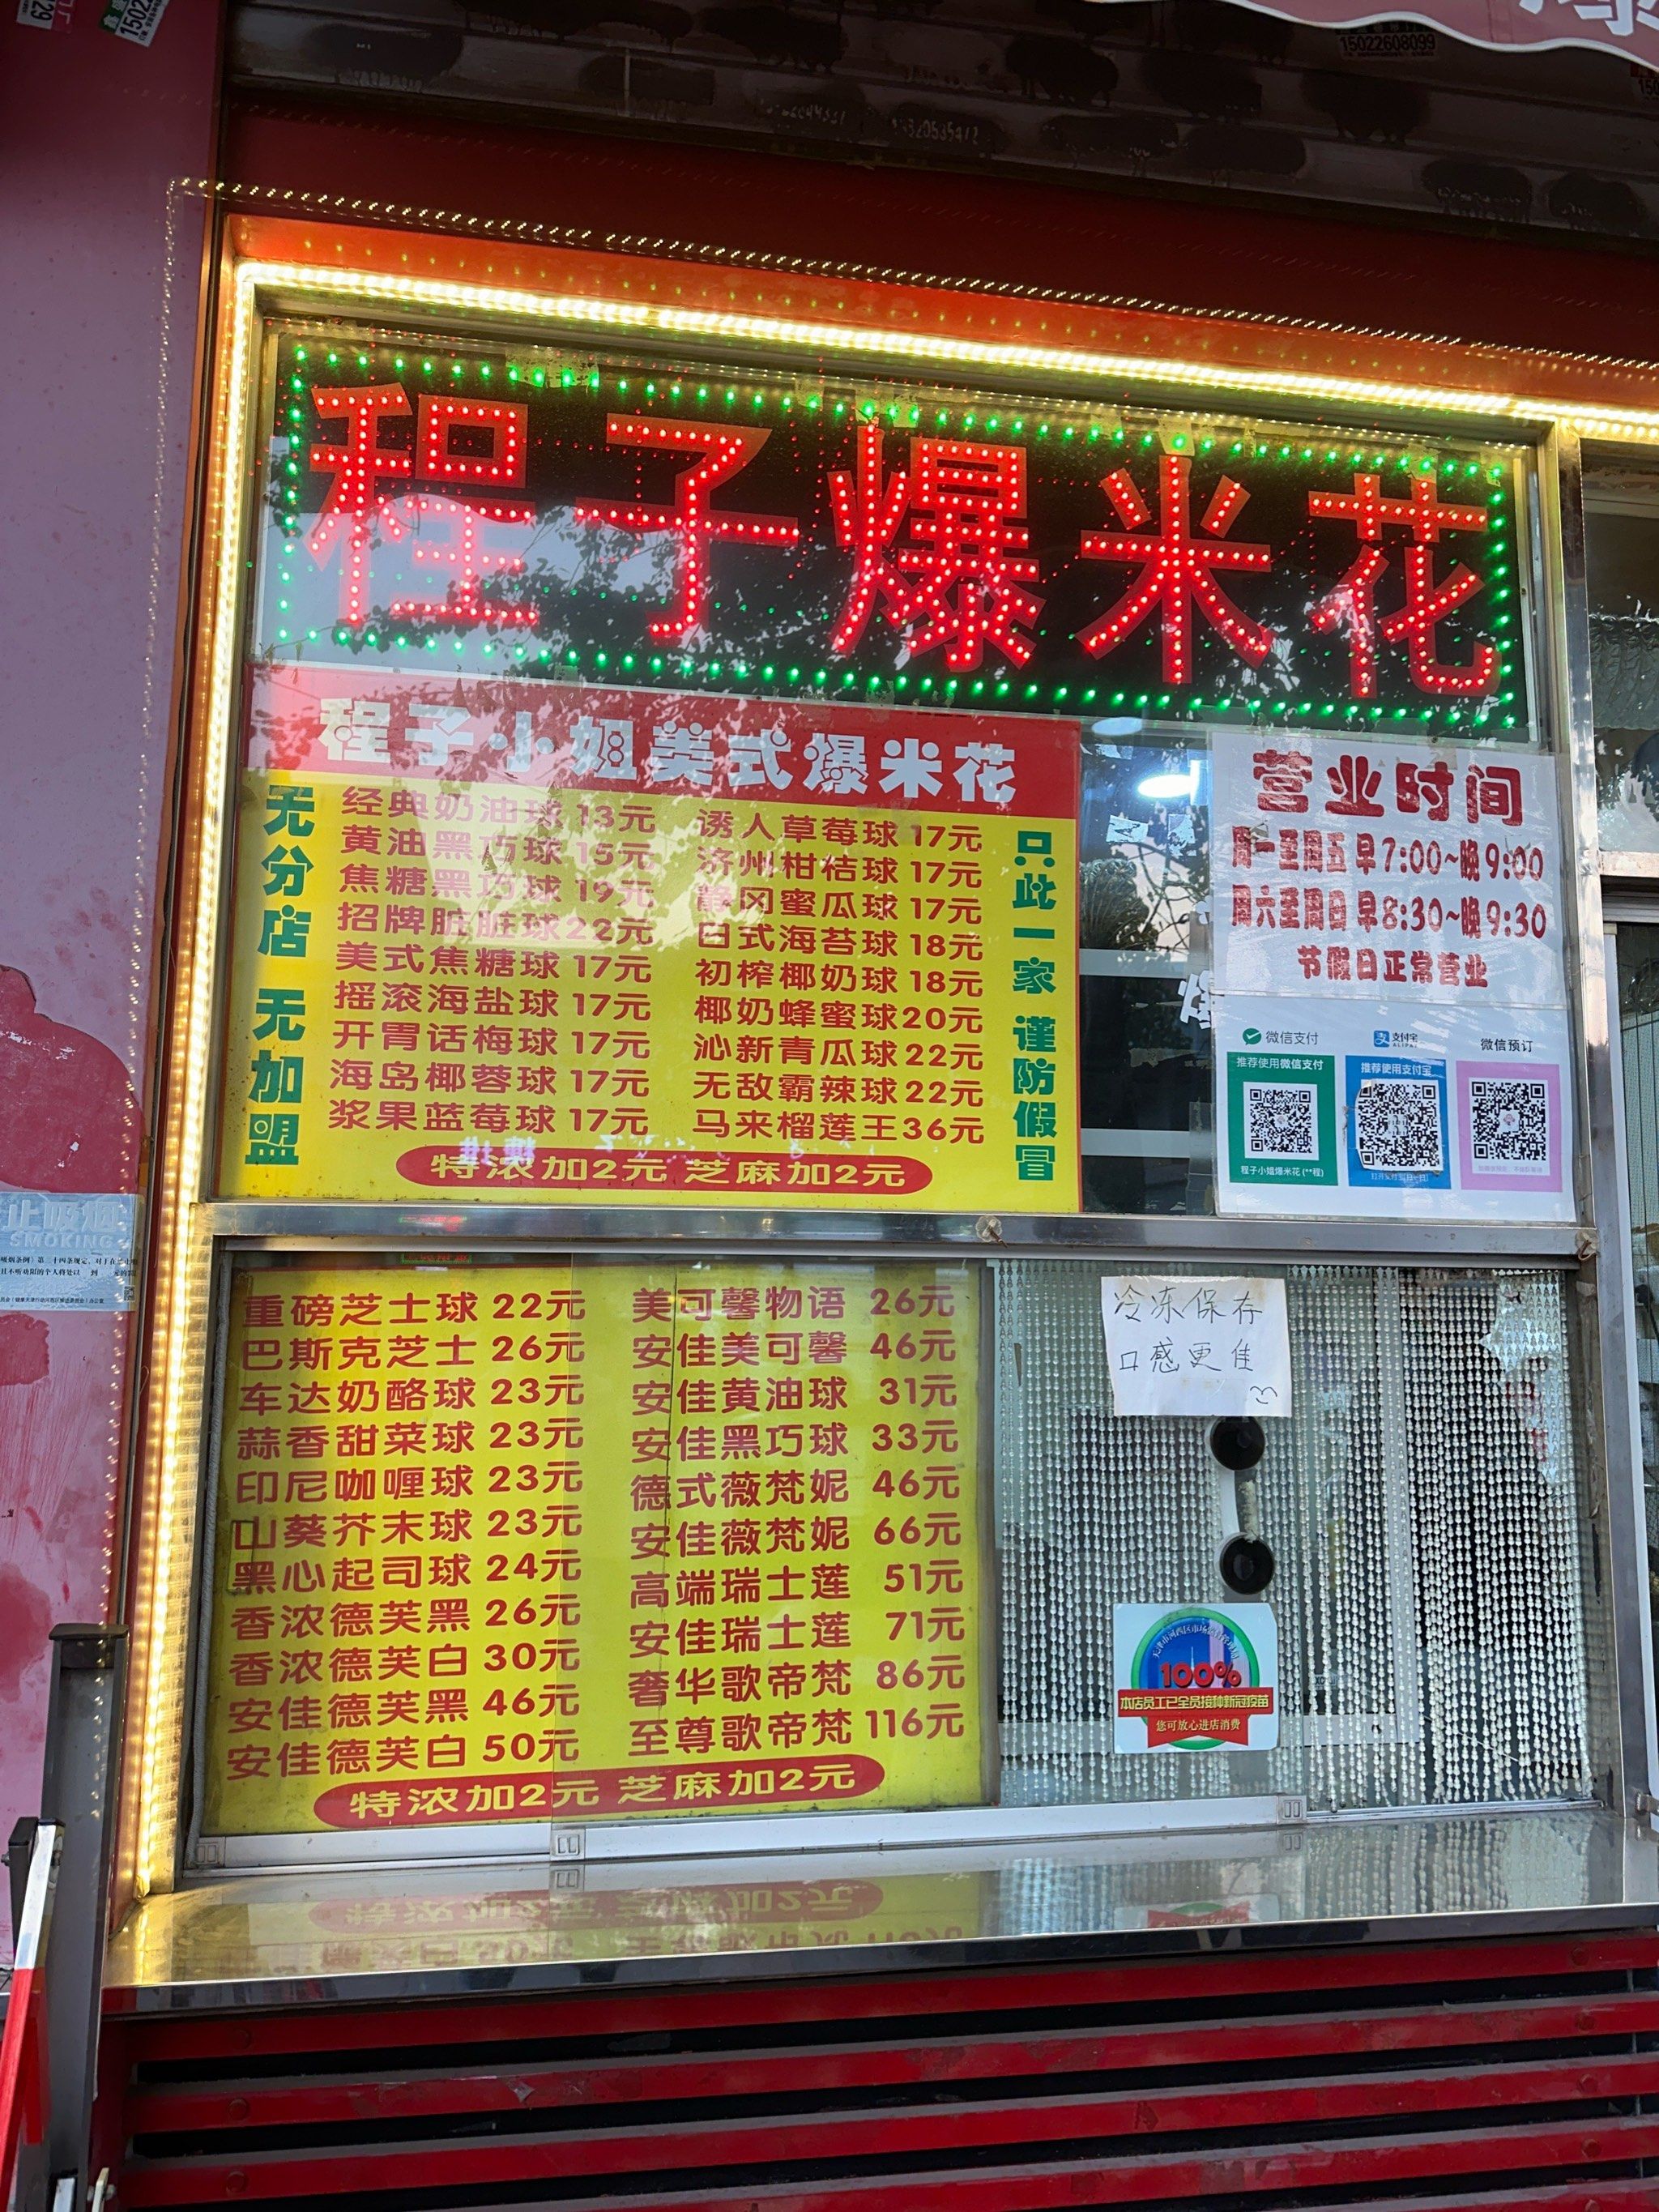 15022608099
程子爆米花
程子小姐美式爆米花
无分店 无加盟
经典奶油球 13元
黄油黑巧球 15元
焦糖黑巧球 19元
招牌脏脏球 22元
美式焦糖球 17元
摇滚海盐球 17元
开胃话梅球 17元
海岛椰蓉球 17元
浆果蓝莓球 17元
诱人草莓球 17元
济州柑桔球 17元
静冈蜜瓜球 17元
日式海苔球 18元
初榨椰奶球 18元
椰奶蜂蜜球 20元
沁新青瓜球 22元
无敌霸辣球 22元
马来榴莲王 36元
只此一家 谨防假冒
特浓加2元 芝麻加2元
营业时间
周一至周五 早7:00~晚9:00
周六至周日 早8:30~晚9:30
节假日正常营业
微信支付
推荐使用微信支付
程子小姐爆米花(**程)
支付宝
ALIPAY
推荐使用支付宝
微信预订
重磅芝士球 22元
巴斯克芝士 26元
车达奶酪球 23元
蒜香甜菜球 23元
印尼咖喱球 23元
山葵芥末球 23元
黑心起司球 24元
香浓德芙黑 26元
香浓德芙白 30元
安佳德芙黑 46元
安佳德芙白 50元
美可馨物语 26元
安佳美可馨 46元
安佳黄油球 31元
安佳黑巧球 33元
德式薇梵妮 46元
安佳薇梵妮 66元
高端瑞士莲 51元
安佳瑞士莲 71元
奢华歌帝梵 86元
至尊歌帝梵 116元
特浓加2元 芝麻加2元
冷冻保存
口感更佳
100%
本店员工已全员接种新冠疫苗
您可放心进店消费
止吸烟
SMOKING